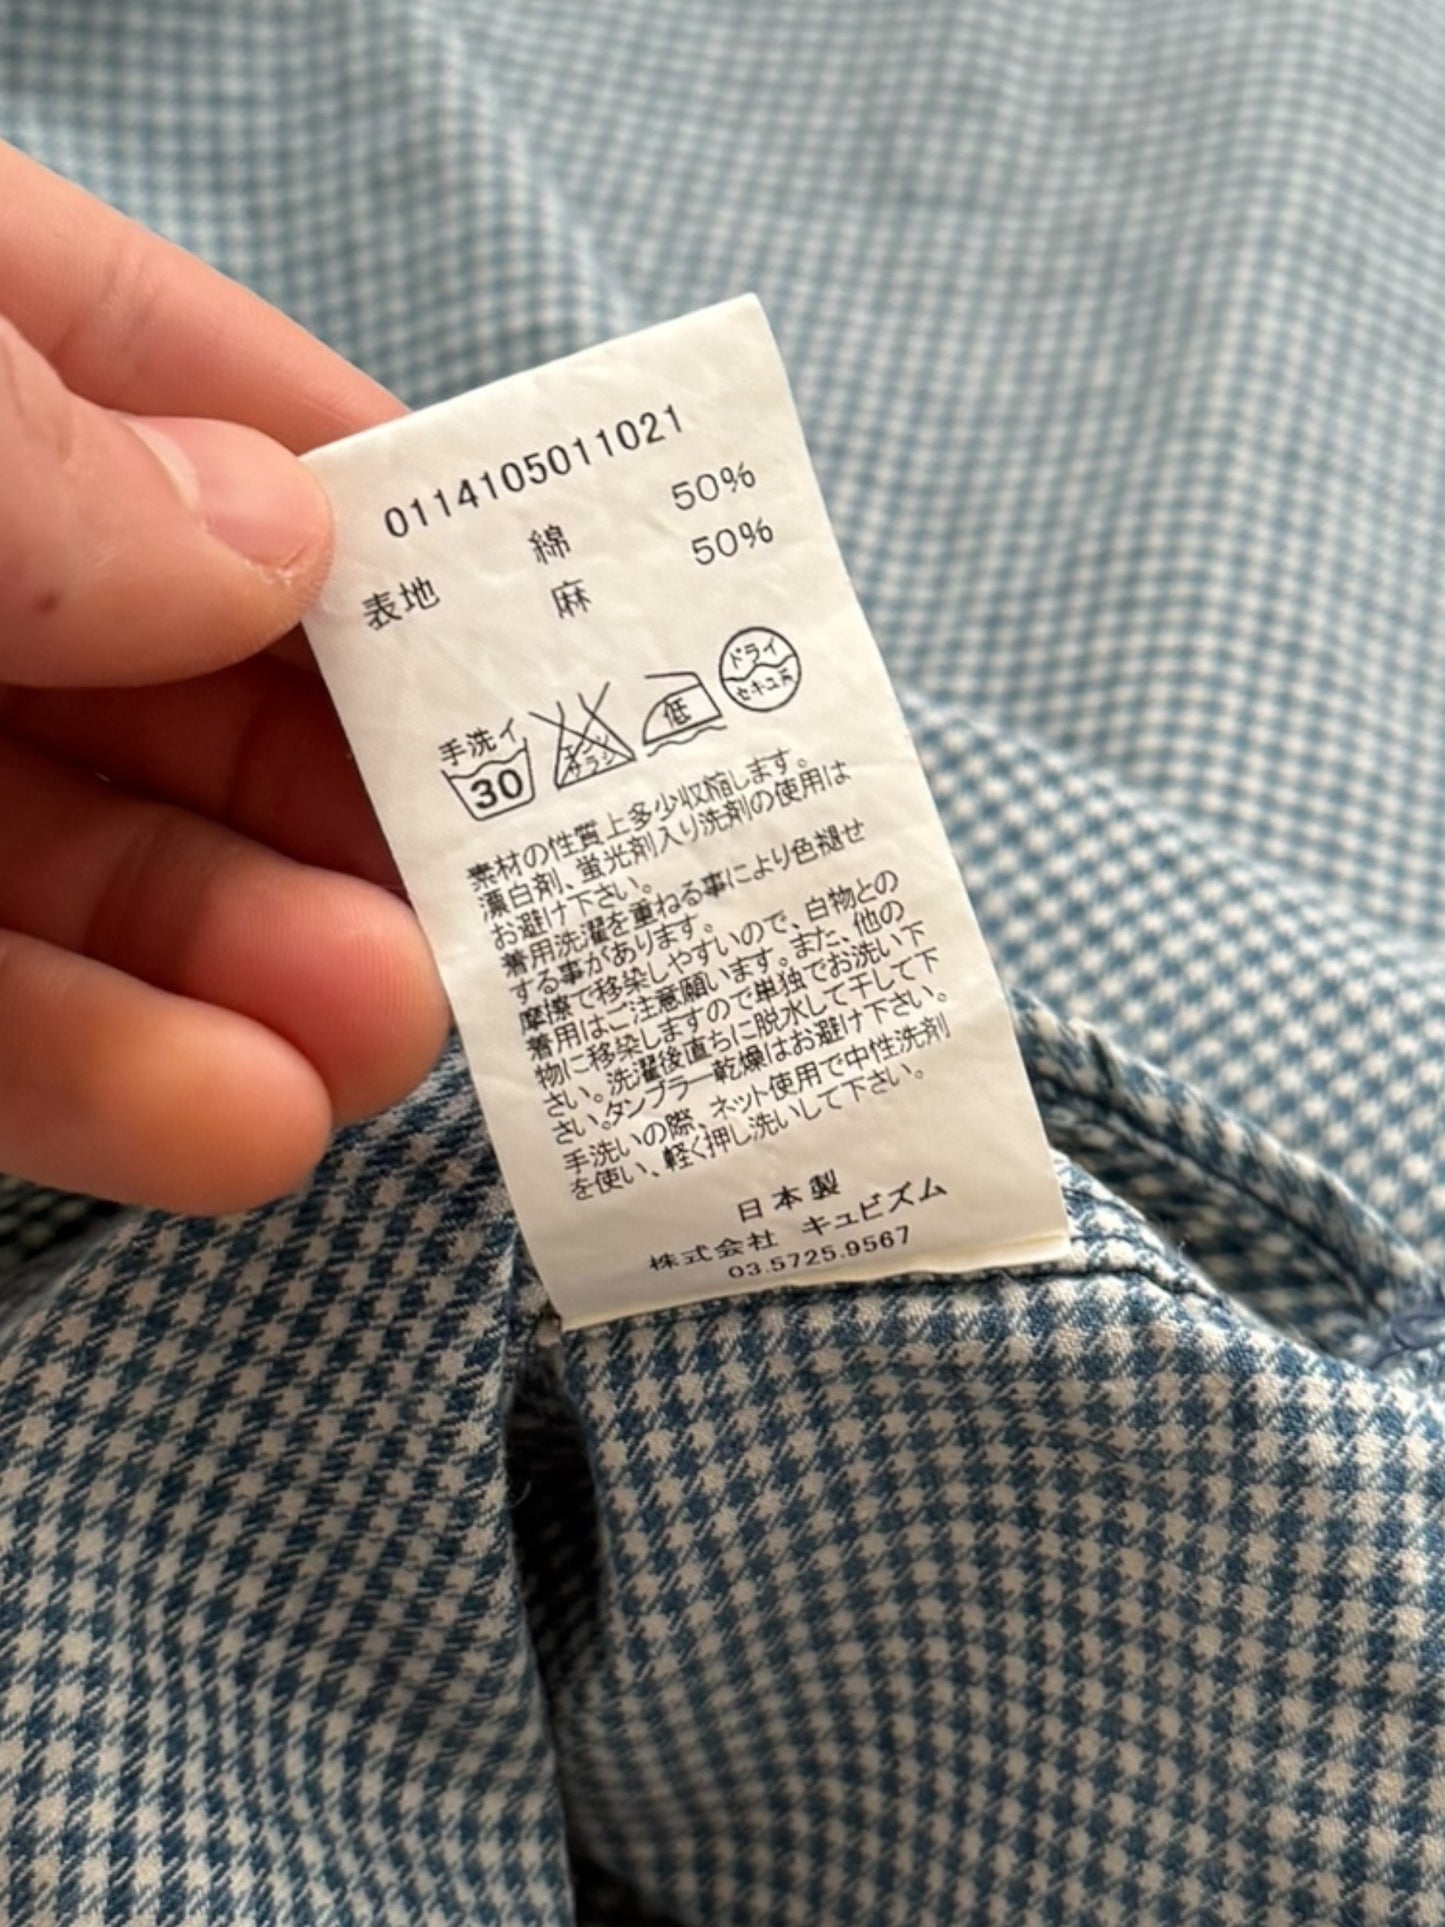 0114105011021
綿 50%
表地 麻 50%
手洗イ 30
エンソサラシ
低
ドライ
セキユ系
素材の性質上多少収縮します。
漂白剤、蛍光剤入り洗剤の使用は
お避け下さい。
着用洗濯を重ねる事により色褪せ
する事があります。
摩擦で移染しやすいので、白物との
着用はご注意願います。また、他の
物に移染しますので単独でお洗い下
さい。洗濯後直ちに脱水して干して下
さい。タンブラー乾燥はお避け下さい。
手洗いの際、ネット使用で中性洗剤
を使い、軽く押し洗いして下さい。
日本製
株式会社 キュビズム
03.5725.9567